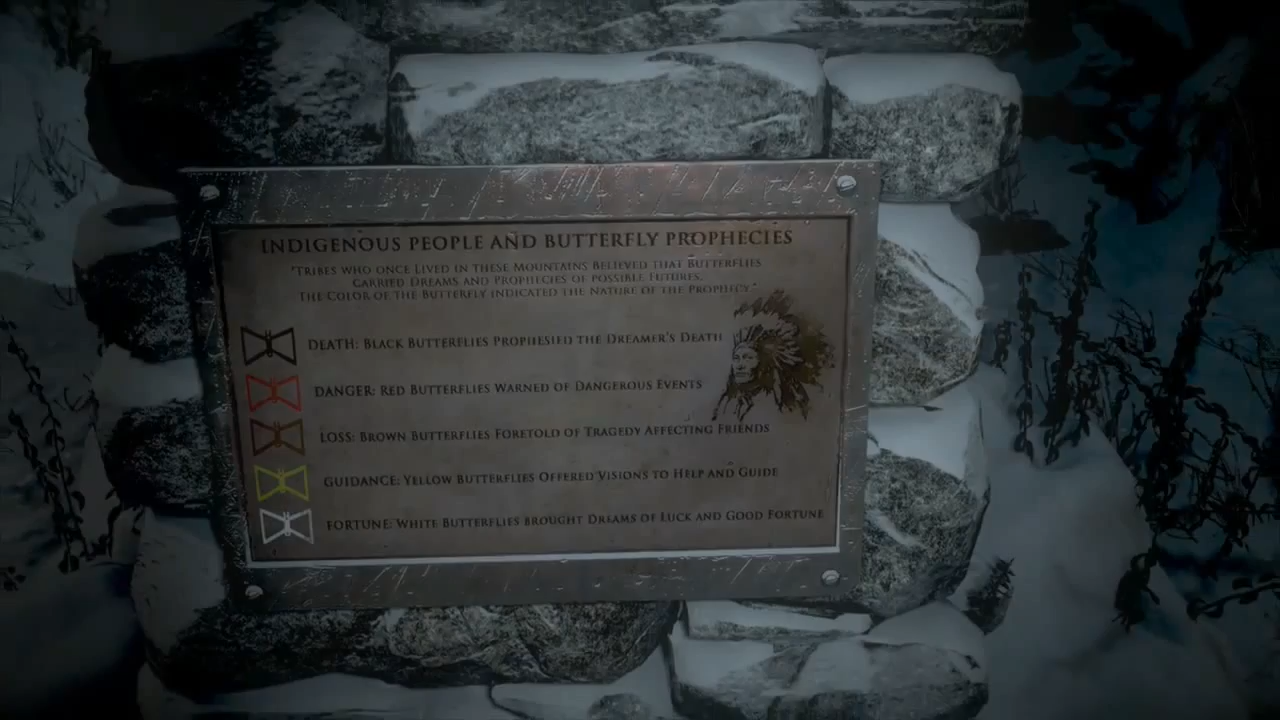 INDIGENOUS PEOPLE AND BUTTERFLY PROPHECIES
"TRIBES WHO ONCE LIVED IN THESE MOUNTAINS BELIEVED THAT BUTTERFLIES
CARRIED DREAMS AND PROPHECIES OF POSSIBLE FUTURES.
THE COLOR OF THE BUTTERFLY INDICATED THE NATURE OF THE PROPHECY."
DEATH: BLACK BUTTERFLIES PROPHESIED THE DREAMER'S DEATH
DANGER: RED BUTTERFLIES WARNED OF DANGEROUS EVENTS
LOSS: BROWN BUTTERFLIES FORETOLD OF TRAGEDY AFFECTING FRIENDS
GUIDANCE: YELLOW BUTTERFLIES OFFERED VISIONS TO HELP AND GUIDE
FORTUNE: WHITE BUTTERFLIES BROUGHT DREAMS OF LUCK AND GOOD FORTUNE